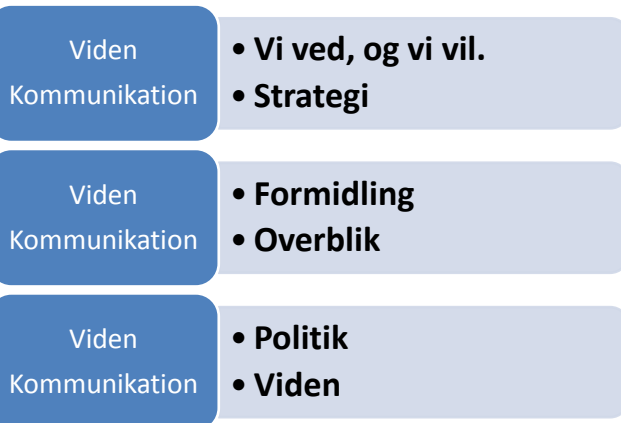 Viden
Kommunikation
• Vi ved, og vi vil.
• Strategi
Viden
Kommunikation
• Formidling
• Overblik
Viden
Kommunikation
• Politik
• Viden